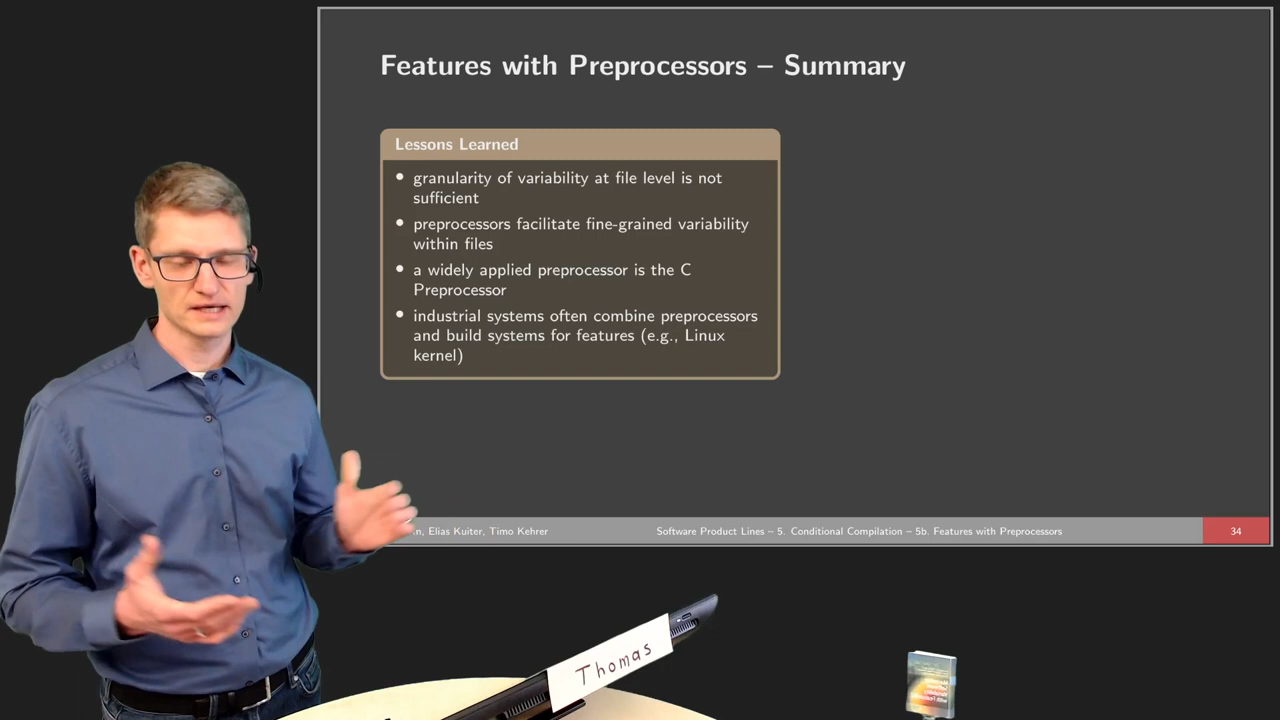 Features with Preprocessors – Summary
Lessons Learned
• granularity of variability at file level is not
sufficient
• preprocessors facilitate fine-grained variability
within files
• a widely applied preprocessor is the C
Preprocessor
• industrial systems often combine preprocessors
and build systems for features (e.g., Linux
kernel)
Elias Kuiter, Timo Kehrer
Software Product Lines – 5. Conditional Compilation – 5b. Features with Preprocessors
34
Thomas